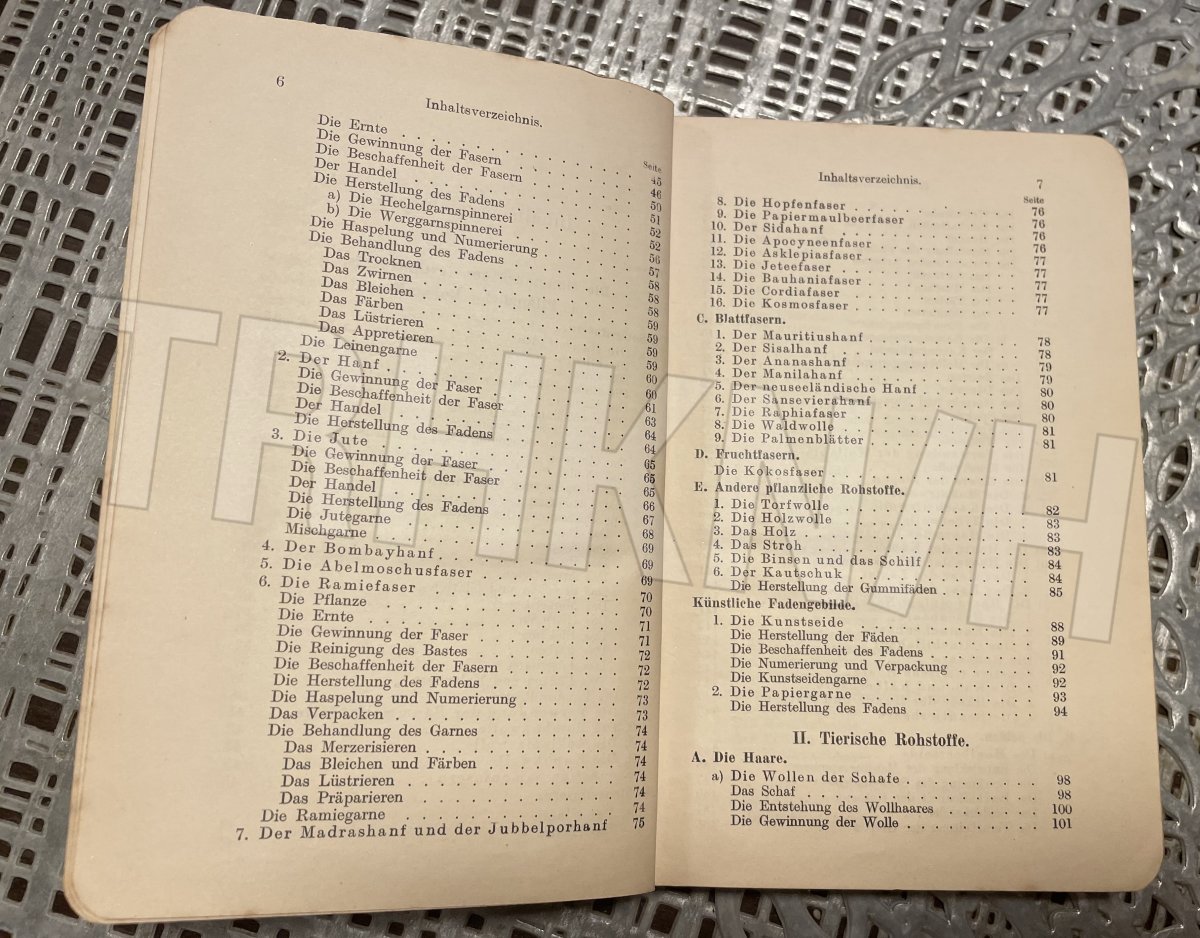 6
Inhaltsverzeichnis.
Seite
Die Ernte . . . . . . . . 45
Die Gewinnung der Fasern . . . . . . . . 46
Die Beschaffenheit der Fasern . . . . . . . . 50
Der Handel . . . . . . . . 51
Die Herstellung des Fadens . . . . . . . . 52
a) Die Hechelgarnspinnerei . . . . . . . . 52
b) Die Werggarnspinnerei . . . . . . . . 56
Die Haspelung und Numerierung . . . . . . . . 57
Die Behandlung des Fadens . . . . . . . . 58
Das Trocknen . . . . . . . . 58
Das Zwirnen . . . . . . . . 58
Das Bleichen . . . . . . . . 59
Das Färben . . . . . . . . 59
Das Lüstrieren . . . . . . . . 59
Das Appretieren . . . . . . . . 59
Die Leinengarne . . . . . . . . 60
2. Der Hanf . . . . . . . . 60
Die Gewinnung der Faser . . . . . . . . 61
Die Beschaffenheit der Faser . . . . . . . . 63
Der Handel . . . . . . . . 64
Die Herstellung des Fadens . . . . . . . . 64
3. Die Jute . . . . . . . . 65
Die Gewinnung der Faser . . . . . . . . 65
Die Beschaffenheit der Faser . . . . . . . . 65
Der Handel . . . . . . . . 66
Die Herstellung des Fadens . . . . . . . . 67
Die Jutegarne . . . . . . . . 68
Mischgarne . . . . . . . . 69
4. Der Bombayhanf . . . . . . . . 69
5. Die Abelmoschusfaser . . . . . . . . 69
6. Die Ramiefaser . . . . . . . . 70
Die Pflanze . . . . . . . . 70
Die Ernte . . . . . . . . 71
Die Gewinnung der Faser . . . . . . . . 71
Die Reinigung des Bastes . . . . . . . . 72
Die Beschaffenheit der Fasern . . . . . . . . 72
Die Herstellung des Fadens . . . . . . . . 72
Die Haspelung und Numerierung . . . . . . . . 73
Das Verpacken . . . . . . . . 73
Die Behandlung des Garnes . . . . . . . . 74
Das Merzerisieren . . . . . . . . 74
Das Bleichen und Färben . . . . . . . . 74
Das Lüstrieren . . . . . . . . 74
Das Präparieren . . . . . . . . 74
Die Ramiegarne . . . . . . . . 74
7. Der Madrashanf und der Jubbelporhanf 75
Inhaltsverzeichnis. 7
Seite
8. Die Hopfenfaser . . . . . . . . 76
9. Die Papiermaulbeerfaser . . . . . . . . 76
10. Der Sidahanf . . . . . . . . 76
11. Die Apocyneenfaser . . . . . . . . 76
12. Die Asklepiasfaser . . . . . . . . 77
13. Die Jeteefaser . . . . . . . . 77
14. Die Bauhaniafaser . . . . . . . . 77
15. Die Cordiafaser . . . . . . . . 77
16. Die Kosmosfaser . . . . . . . . 77
C. Blattfasern.
1. Der Mauritiushanf . . . . . . . . 78
2. Der Sisalhanf . . . . . . . . 78
3. Der Ananashanf . . . . . . . . 79
4. Der Manilahanf . . . . . . . . 79
5. Der neuseeländische Hanf . . . . . . . . 80
6. Der Sansevierahanf . . . . . . . . 80
7. Die Raphiafaser . . . . . . . . 80
8. Die Waldwolle . . . . . . . . 81
9. Die Palmenblätter . . . . . . . . 81
D. Fruchtfasern.
Die Kokosfaser . . . . . . . . 81
E. Andere pflanzliche Rohstoffe.
1. Die Torfwolle . . . . . . . . 82
2. Die Holzwolle . . . . . . . . 83
3. Das Holz . . . . . . . . 83
4. Das Stroh . . . . . . . . 83
5. Die Binsen und das Schilf . . . . . . . . 84
6. Der Kautschuk . . . . . . . . 84
Die Herstellung der Gummifäden . . . . . . . . 85
Künstliche Fadengebilde.
1. Die Kunstseide . . . . . . . . 88
Die Herstellung der Fäden . . . . . . . . 89
Die Beschaffenheit des Fadens . . . . . . . . 91
Die Numerierung und Verpackung . . . . . . . . 92
Die Kunstseidengarne . . . . . . . . 92
2. Die Papiergarne . . . . . . . . 93
Die Herstellung des Fadens . . . . . . . . 94
II. Tierische Rohstoffe.
A. Die Haare.
a) Die Wollen der Schafe . . . . . . . . 98
Das Schaf . . . . . . . . 98
Die Entstehung des Wollhaares . . . . . . . . 100
Die Gewinnung der Wolle . . . . . . . . 101